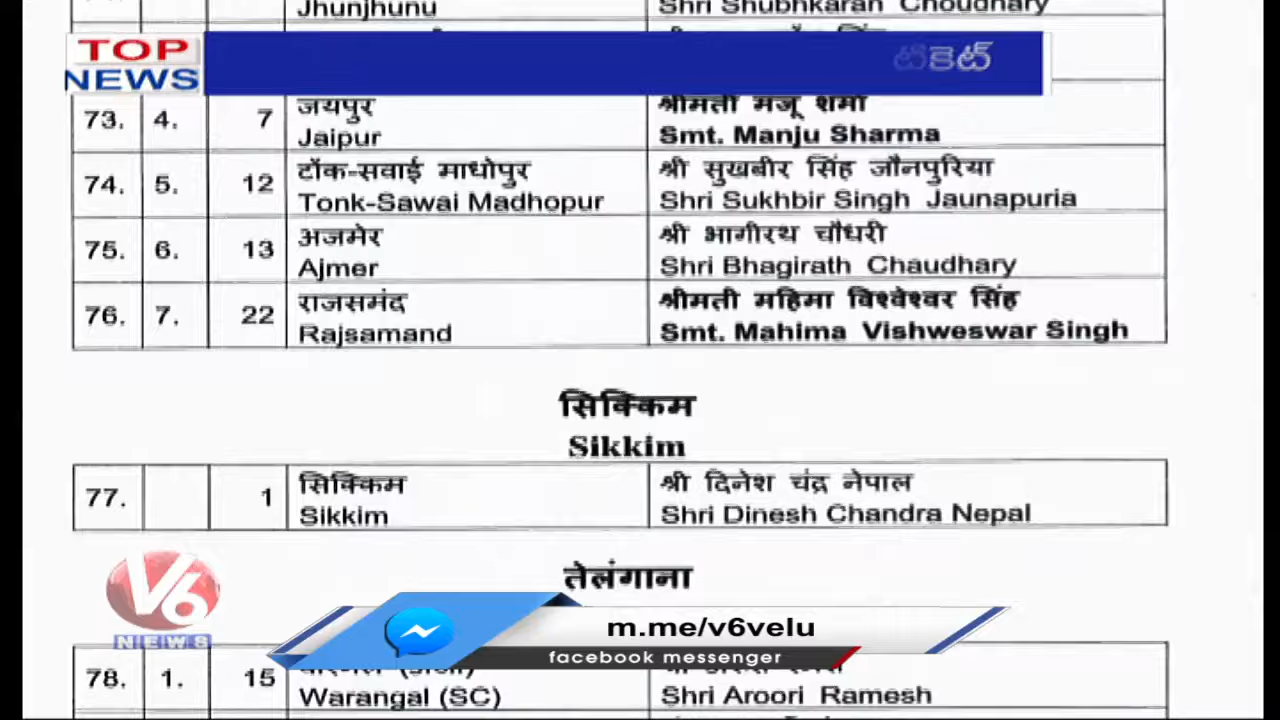 Jhunjhunu
Shri Shubhkaran Choudhary
TOP
NEWS
టికెట్
73. 4. 7 जयपुर श्रीमती मंजू शर्मा
Jaipur Smt. Manju Sharma
74. 5. 12 टोंक-सवाई माधोपुर श्री सुखबीर सिंह जौनपुरिया
Tonk-Sawai Madhopur Shri Sukhbir Singh Jaunapuria
75. 6. 13 अजमेर श्री भागीरथ चौधरी
Ajmer Shri Bhagirath Chaudhary
76. 7. 22 राजसमंद श्रीमती महिमा विश्वेश्वर सिंह
Rajsamand Smt. Mahima Vishweswar Singh
सिक्किम
Sikkim
77. 1 सिक्किम श्री दिनेश चंद्र नेपाल
Sikkim Shri Dinesh Chandra Nepal
तेलंगाना
V6
NEWS
m.me/v6velu
facebook messenger
78. 1. 15
Warangal (SC) Shri Aroori Ramesh